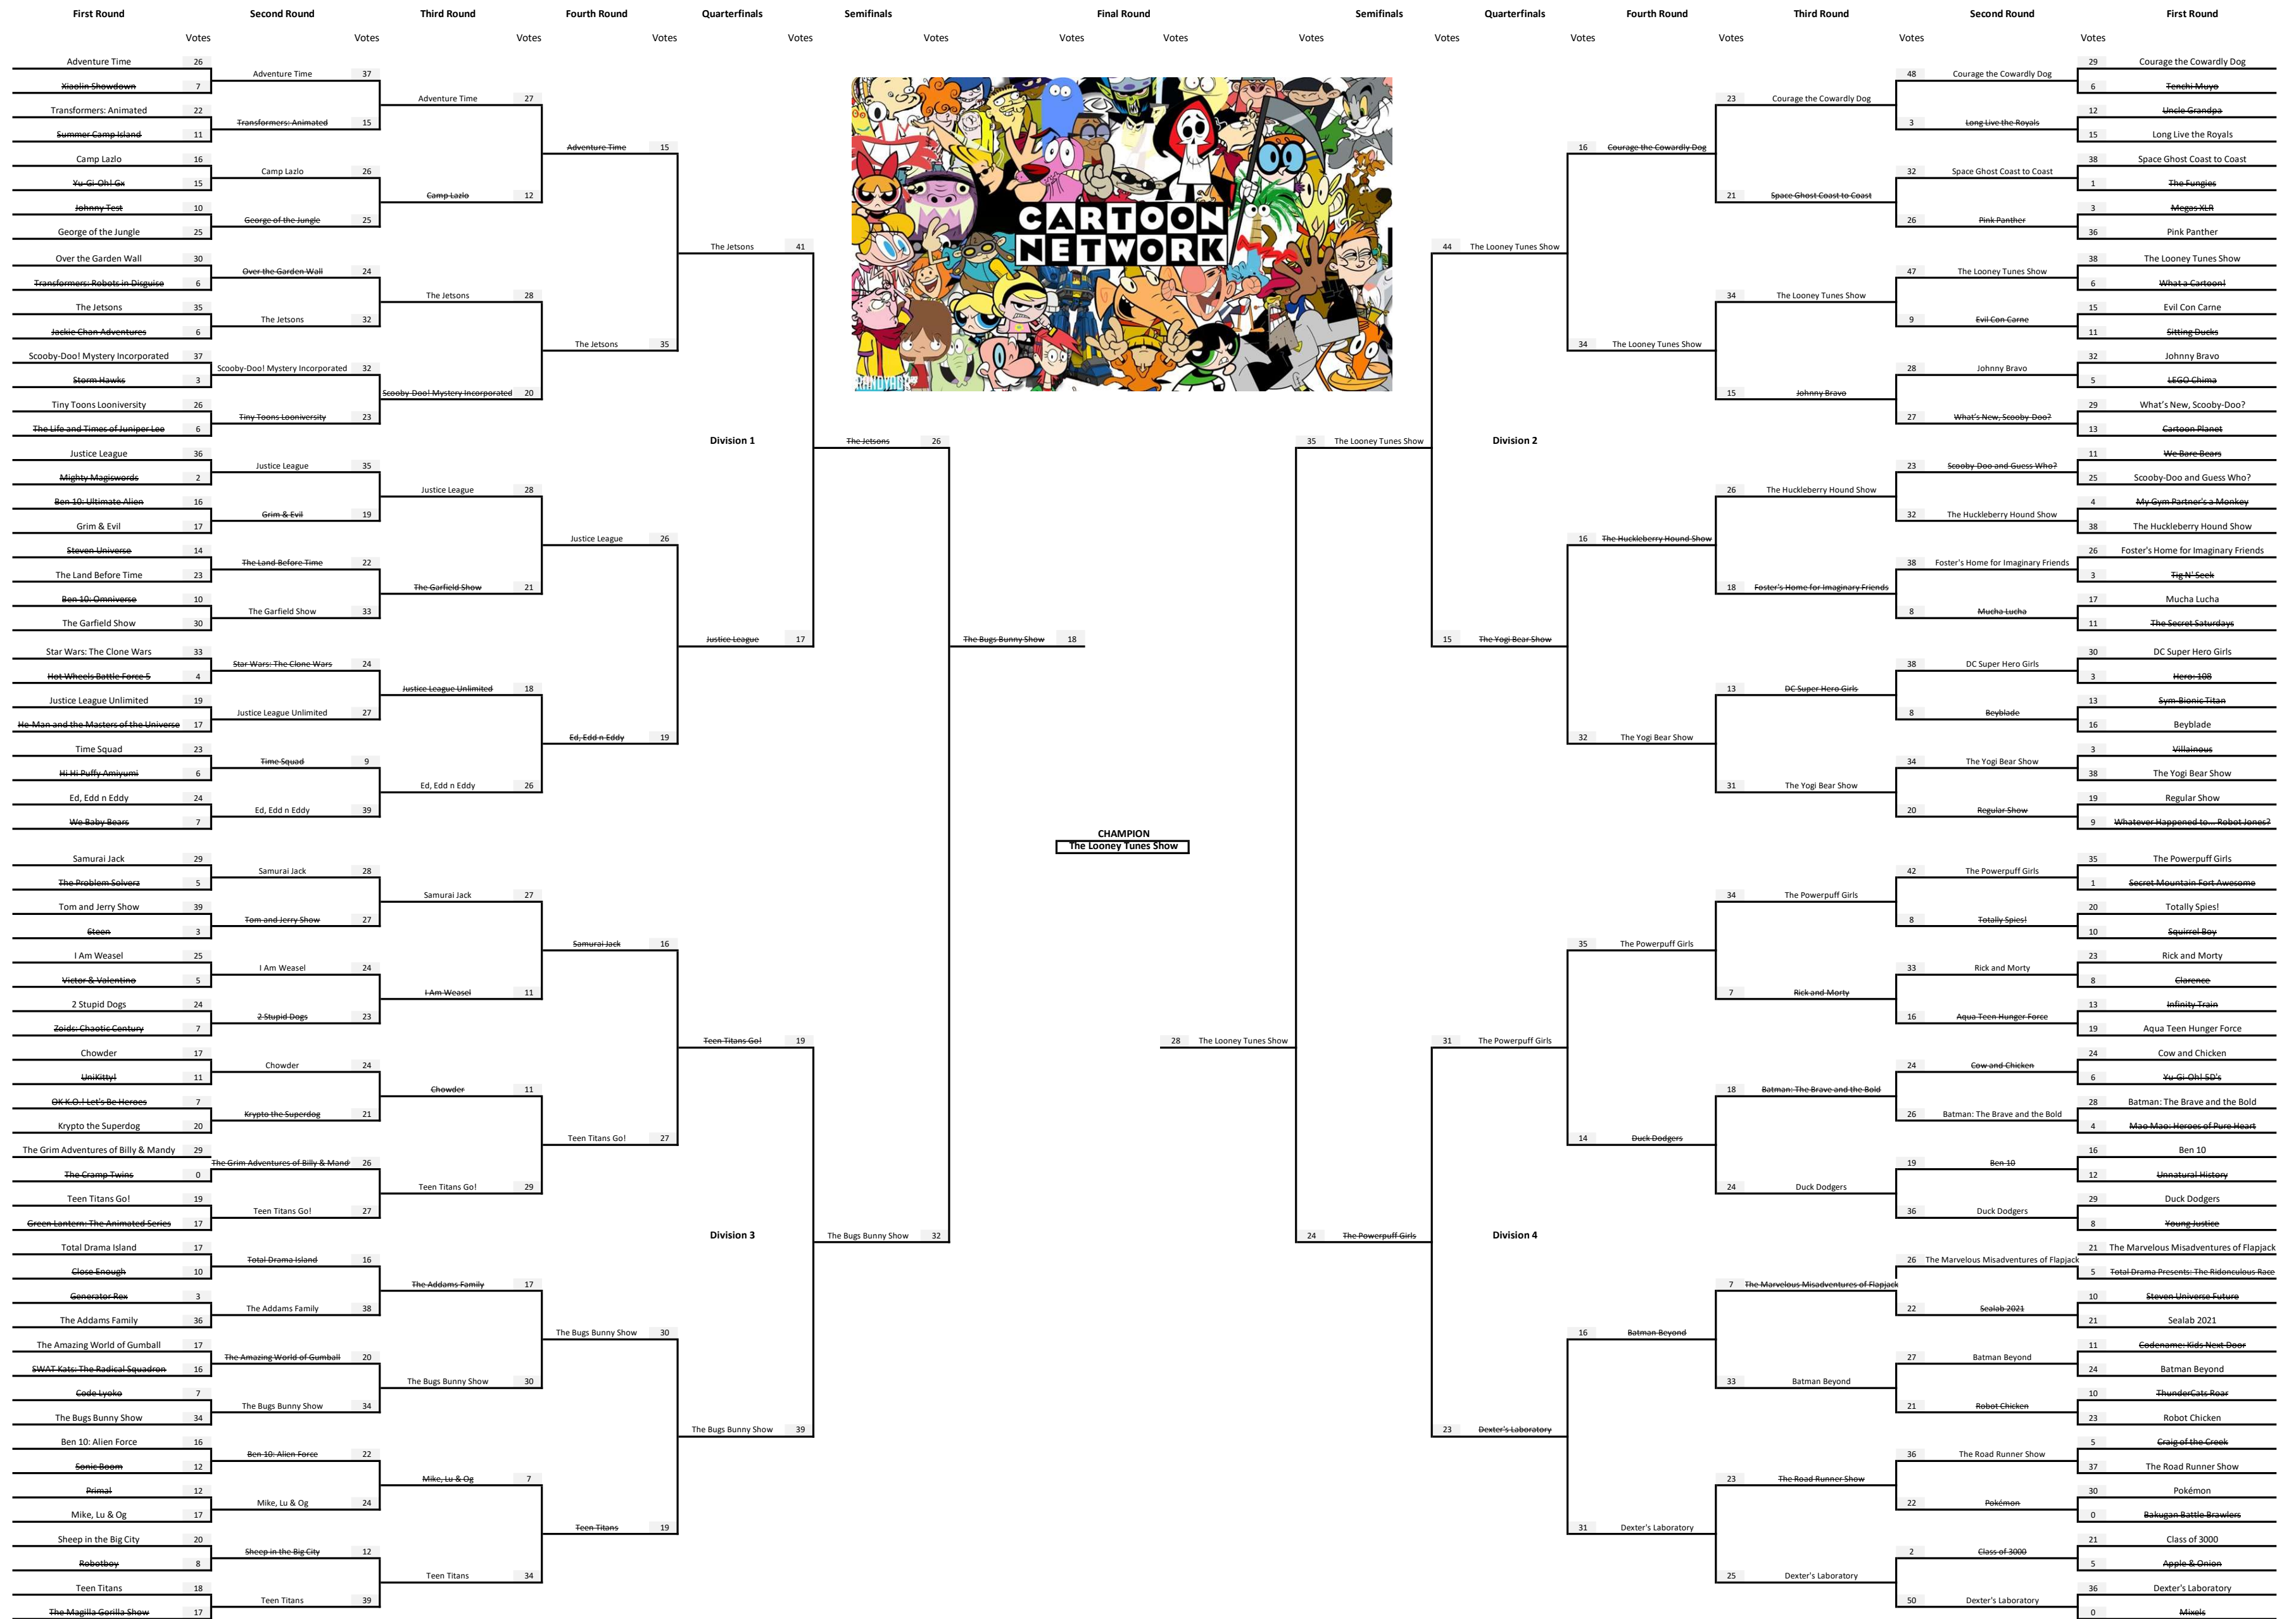 First Round Second Round Third Round Fourth Round Quarterfinals Semifinals Final Round Semifinals Quarterfinals Fourth Round Third Round Second Round First Round
Votes Votes Votes Votes Votes Votes Votes Votes Votes Votes Votes Votes Votes Votes
Adventure Time 26
Xiaolin Showdown 7
Transformers: Animated 22
Summer Camp Island 11
Camp Lazlo 16
Yu-Gi-Oh! Gx 15
Johnny Test 10
George of the Jungle 25
Over the Garden Wall 30
Transformers: Robots in Disguise 6
The Jetsons 35
Jackie Chan Adventures 6
Scooby-Doo! Mystery Incorporated 37
Storm Hawks 3
Tiny Toons Looniversity 26
The Life and Times of Juniper Lee 6
Justice League 36
Mighty Magiswords 2
Ben 10: Ultimate Alien 16
Grim & Evil 17
Steven Universe 14
The Land Before Time 23
Ben 10: Omniverse 10
The Garfield Show 30
Star Wars: The Clone Wars 33
Hot Wheels Battle Force 5 4
Justice League Unlimited 19
He-Man and the Masters of the Universe 17
Time Squad 23
Hi Hi Puffy Amiyumi 6
Ed, Edd n Eddy 24
We Baby Bears 7
Samurai Jack 29
The Problem Solverz 5
Tom and Jerry Show 39
6teen 3
I Am Weasel 25
Victor & Valentino 5
2 Stupid Dogs 24
Zoids: Chaotic Century 7
Chowder 17
UniKitty! 11
OK K.O.! Let's Be Heroes 7
Krypto the Superdog 20
The Grim Adventures of Billy & Mandy 29
The Cramp Twins 0
Teen Titans Go! 19
Green Lantern: The Animated Series 17
Total Drama Island 17
Close Enough 10
Generator Rex 3
The Addams Family 36
The Amazing World of Gumball 17
SWAT Kats: The Radical Squadron 16
Code Lyoko 7
The Bugs Bunny Show 34
Ben 10: Alien Force 16
Sonic Boom 12
Primal 12
Mike, Lu & Og 17
Sheep in the Big City 20
Robotboy 8
Teen Titans 18
The Magilla Gorilla Show 17
Adventure Time 37
Transformers: Animated 15
Camp Lazlo 26
George of the Jungle 25
Over the Garden Wall 24
The Jetsons 32
Scooby-Doo! Mystery Incorporated 32
Tiny Toons Looniversity 23
Justice League 35
Grim & Evil 19
The Land Before Time 22
The Garfield Show 33
Star Wars: The Clone Wars 24
Justice League Unlimited 27
Time Squad 9
Ed, Edd n Eddy 39
Samurai Jack 28
Tom and Jerry Show 27
I Am Weasel 24
2 Stupid Dogs 23
Chowder 24
Krypto the Superdog 21
The Grim Adventures of Billy & Mand 26
Teen Titans Go! 27
Total Drama Island 16
The Addams Family 38
The Amazing World of Gumball 20
The Bugs Bunny Show 34
Ben 10: Alien Force 22
Mike, Lu & Og 24
Sheep in the Big City 12
Teen Titans 39
Adventure Time 27
Camp Lazlo 12
The Jetsons 28
Scooby-Doo! Mystery Incorporated 20
Justice League 28
The Garfield Show 21
Justice League Unlimited 18
Ed, Edd n Eddy 26
Samurai Jack 27
I Am Weasel 11
Chowder 11
Teen Titans Go! 29
The Addams Family 17
The Bugs Bunny Show 30
Mike, Lu & Og 7
Teen Titans 34
Adventure Time 15
The Jetsons 35
Justice League 26
Ed, Edd n Eddy 19
Samurai Jack 16
Teen Titans Go! 27
The Bugs Bunny Show 30
Teen Titans 19
The Jetsons 41
Justice League 17
Teen Titans Go! 19
The Bugs Bunny Show 39
Division 1
Division 3
The Jetsons 26
The Bugs Bunny Show 32
The Bugs Bunny Show 18
CARTOON
NETWORK
CHAMPION
The Looney Tunes Show
28 The Looney Tunes Show
35 The Looney Tunes Show
24 The Powerpuff Girls
Division 2
Division 4
44 The Looney Tunes Show
15 The Yogi Bear Show
31 The Powerpuff Girls
23 Dexter's Laboratory
16 Courage the Cowardly Dog
34 The Looney Tunes Show
16 The Huckleberry Hound Show
32 The Yogi Bear Show
35 The Powerpuff Girls
14 Duck Dodgers
16 Batman Beyond
31 Dexter's Laboratory
23 Courage the Cowardly Dog
21 Space Ghost Coast to Coast
34 The Looney Tunes Show
15 Johnny Bravo
26 The Huckleberry Hound Show
18 Foster's Home for Imaginary Friends
13 DC Super Hero Girls
31 The Yogi Bear Show
34 The Powerpuff Girls
7 Rick and Morty
18 Batman: The Brave and the Bold
24 Duck Dodgers
7 The Marvelous Misadventures of Flapjack
33 Batman Beyond
23 The Road Runner Show
25 Dexter's Laboratory
48 Courage the Cowardly Dog
3 Long Live the Royals
32 Space Ghost Coast to Coast
26 Pink Panther
47 The Looney Tunes Show
9 Evil Con Carne
28 Johnny Bravo
27 What's New, Scooby-Doo?
23 Scooby-Doo and Guess Who?
32 The Huckleberry Hound Show
38 Foster's Home for Imaginary Friends
8 Mucha Lucha
38 DC Super Hero Girls
8 Beyblade
34 The Yogi Bear Show
20 Regular Show
42 The Powerpuff Girls
8 Totally Spies!
33 Rick and Morty
16 Aqua Teen Hunger Force
24 Cow and Chicken
26 Batman: The Brave and the Bold
19 Ben 10
36 Duck Dodgers
26 The Marvelous Misadventures of Flapjack
22 Sealab 2021
27 Batman Beyond
21 Robot Chicken
36 The Road Runner Show
22 Pokémon
2 Class of 3000
50 Dexter's Laboratory
29 Courage the Cowardly Dog
6 Tenchi Muyo
12 Uncle Grandpa
15 Long Live the Royals
38 Space Ghost Coast to Coast
1 The Fungies
3 Megas XLR
36 Pink Panther
38 The Looney Tunes Show
6 What a Cartoon!
15 Evil Con Carne
11 Sitting Ducks
32 Johnny Bravo
5 LEGO Chima
29 What's New, Scooby-Doo?
13 Cartoon Planet
11 We Bare Bears
25 Scooby-Doo and Guess Who?
4 My Gym Partner's a Monkey
38 The Huckleberry Hound Show
26 Foster's Home for Imaginary Friends
3 Tig N' Seek
17 Mucha Lucha
11 The Secret Saturdays
30 DC Super Hero Girls
3 Hero: 108
13 Sym-Bionic Titan
16 Beyblade
3 Villainous
38 The Yogi Bear Show
19 Regular Show
9 Whatever Happened to... Robot Jones?
35 The Powerpuff Girls
1 Secret Mountain Fort Awesome
20 Totally Spies!
10 Squirrel Boy
23 Rick and Morty
8 Clarence
13 Infinity Train
19 Aqua Teen Hunger Force
24 Cow and Chicken
6 Yu-Gi-Oh! 5D's
28 Batman: The Brave and the Bold
4 Mao Mao: Heroes of Pure Heart
16 Ben 10
12 Unnatural History
29 Duck Dodgers
8 Young Justice
21 The Marvelous Misadventures of Flapjack
5 Total Drama Presents: The Ridonculous Race
10 Steven Universe Future
21 Sealab 2021
11 Codename: Kids Next Door
24 Batman Beyond
10 ThunderCats Roar
23 Robot Chicken
5 Craig of the Creek
37 The Road Runner Show
30 Pokémon
0 Bakugan Battle Brawlers
21 Class of 3000
5 Apple & Onion
36 Dexter's Laboratory
0 Mixels